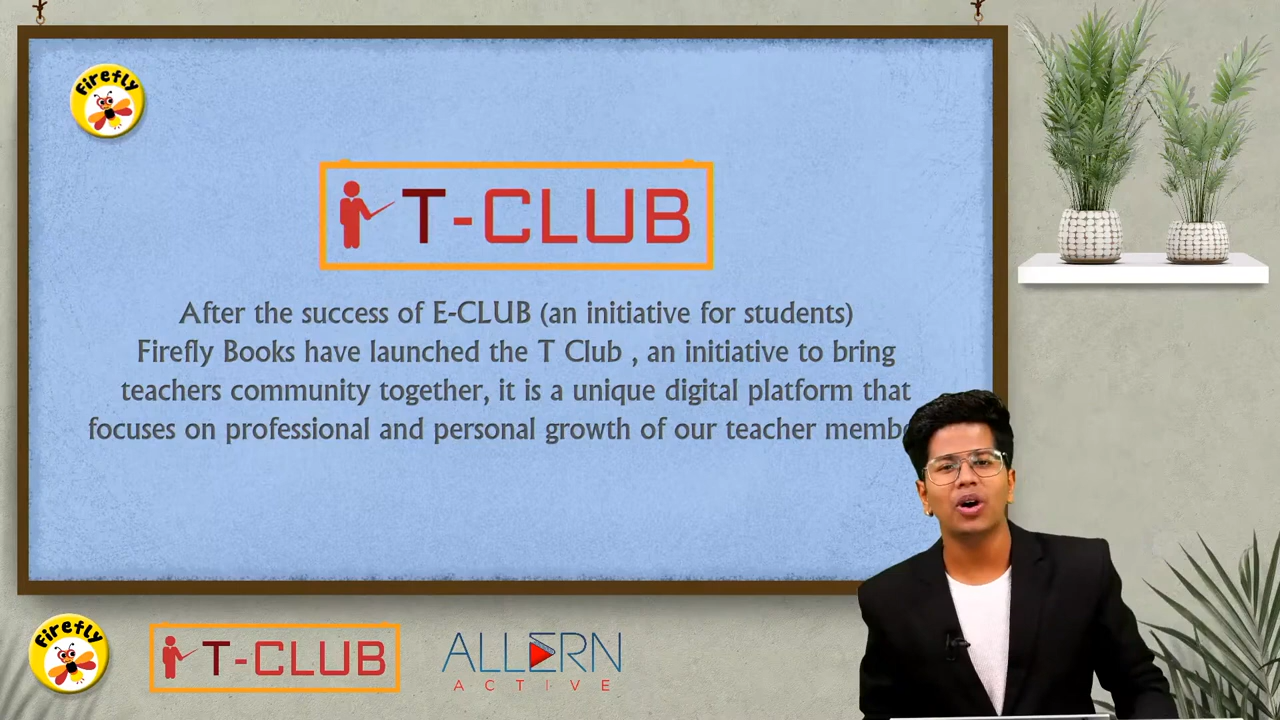 Firefly
T-CLUB
After the success of E-CLUB (an initiative for students)
Firefly Books have launched the T Club , an initiative to bring
teachers community together, it is a unique digital platform that
focuses on professional and personal growth of our teacher
Firefly
T-CLUB
ALLERN
ACTIVE